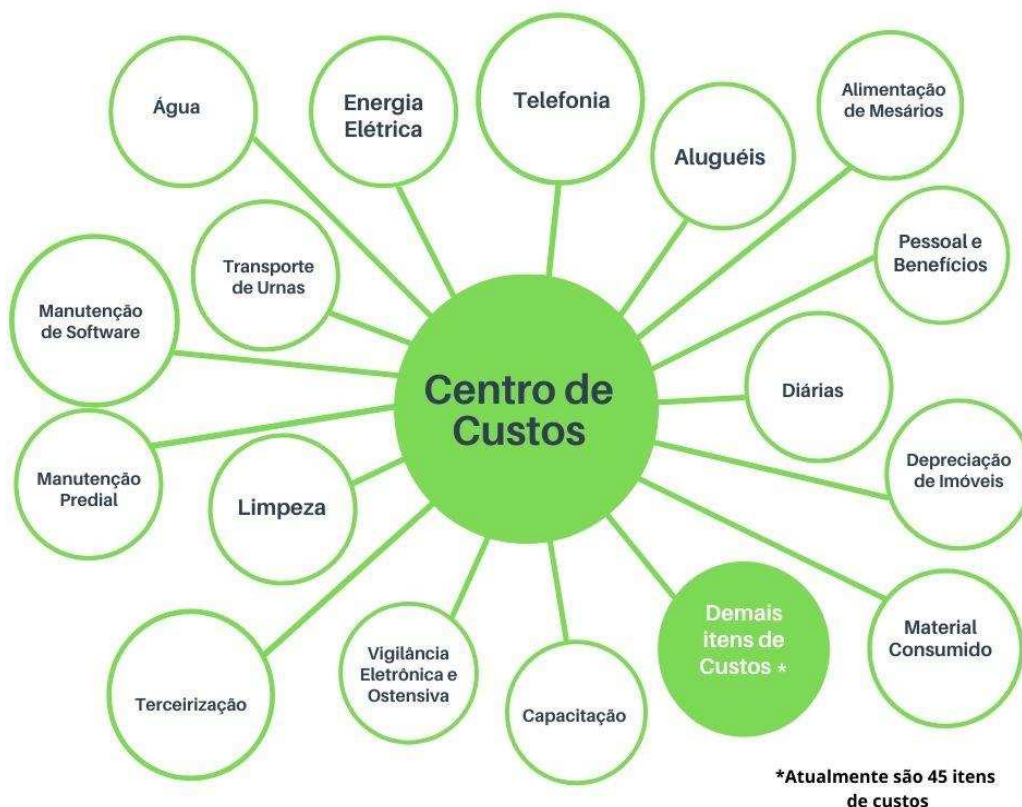 Água
Energia
Elétrica
Telefonia
Aluguéis
Alimentação
de Mesários
Transporte
de Urnas
Pessoal e
Benefícios
Manutenção
de Software
Centro de
Custos
Diárias
Manutenção
Predial
Limpeza
Depreciação
de Imóveis
Terceirização
Vigilância
Eletrônica e
Ostensiva
Capacitação
Demais
itens de
Custos *
Material
Consumido
*Atualmente são 45 itens
de custos